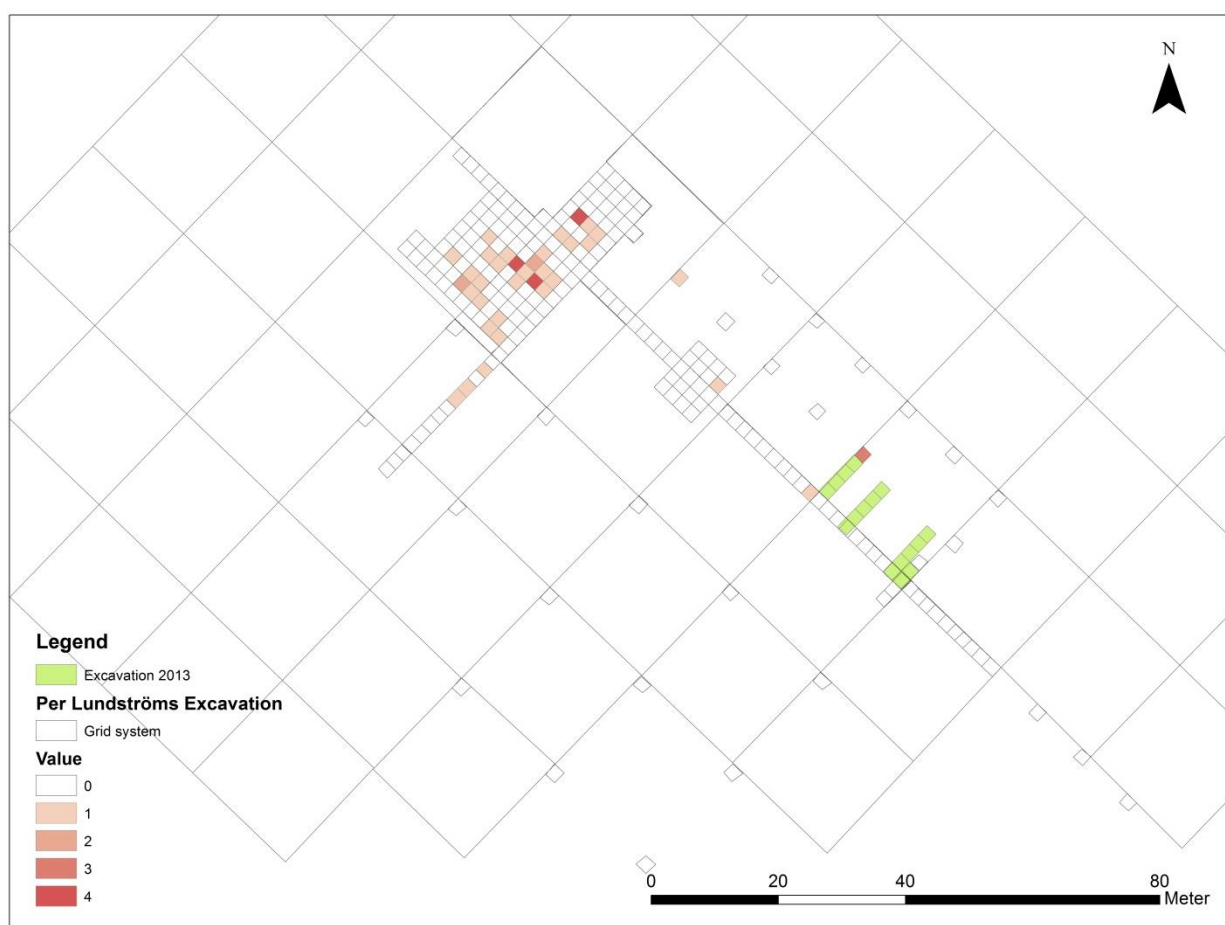 N
Legend
Excavation 2013
Per Lundströms Excavation
Grid system
Value
0
1
2
3
4
0 20 40 80
Meter